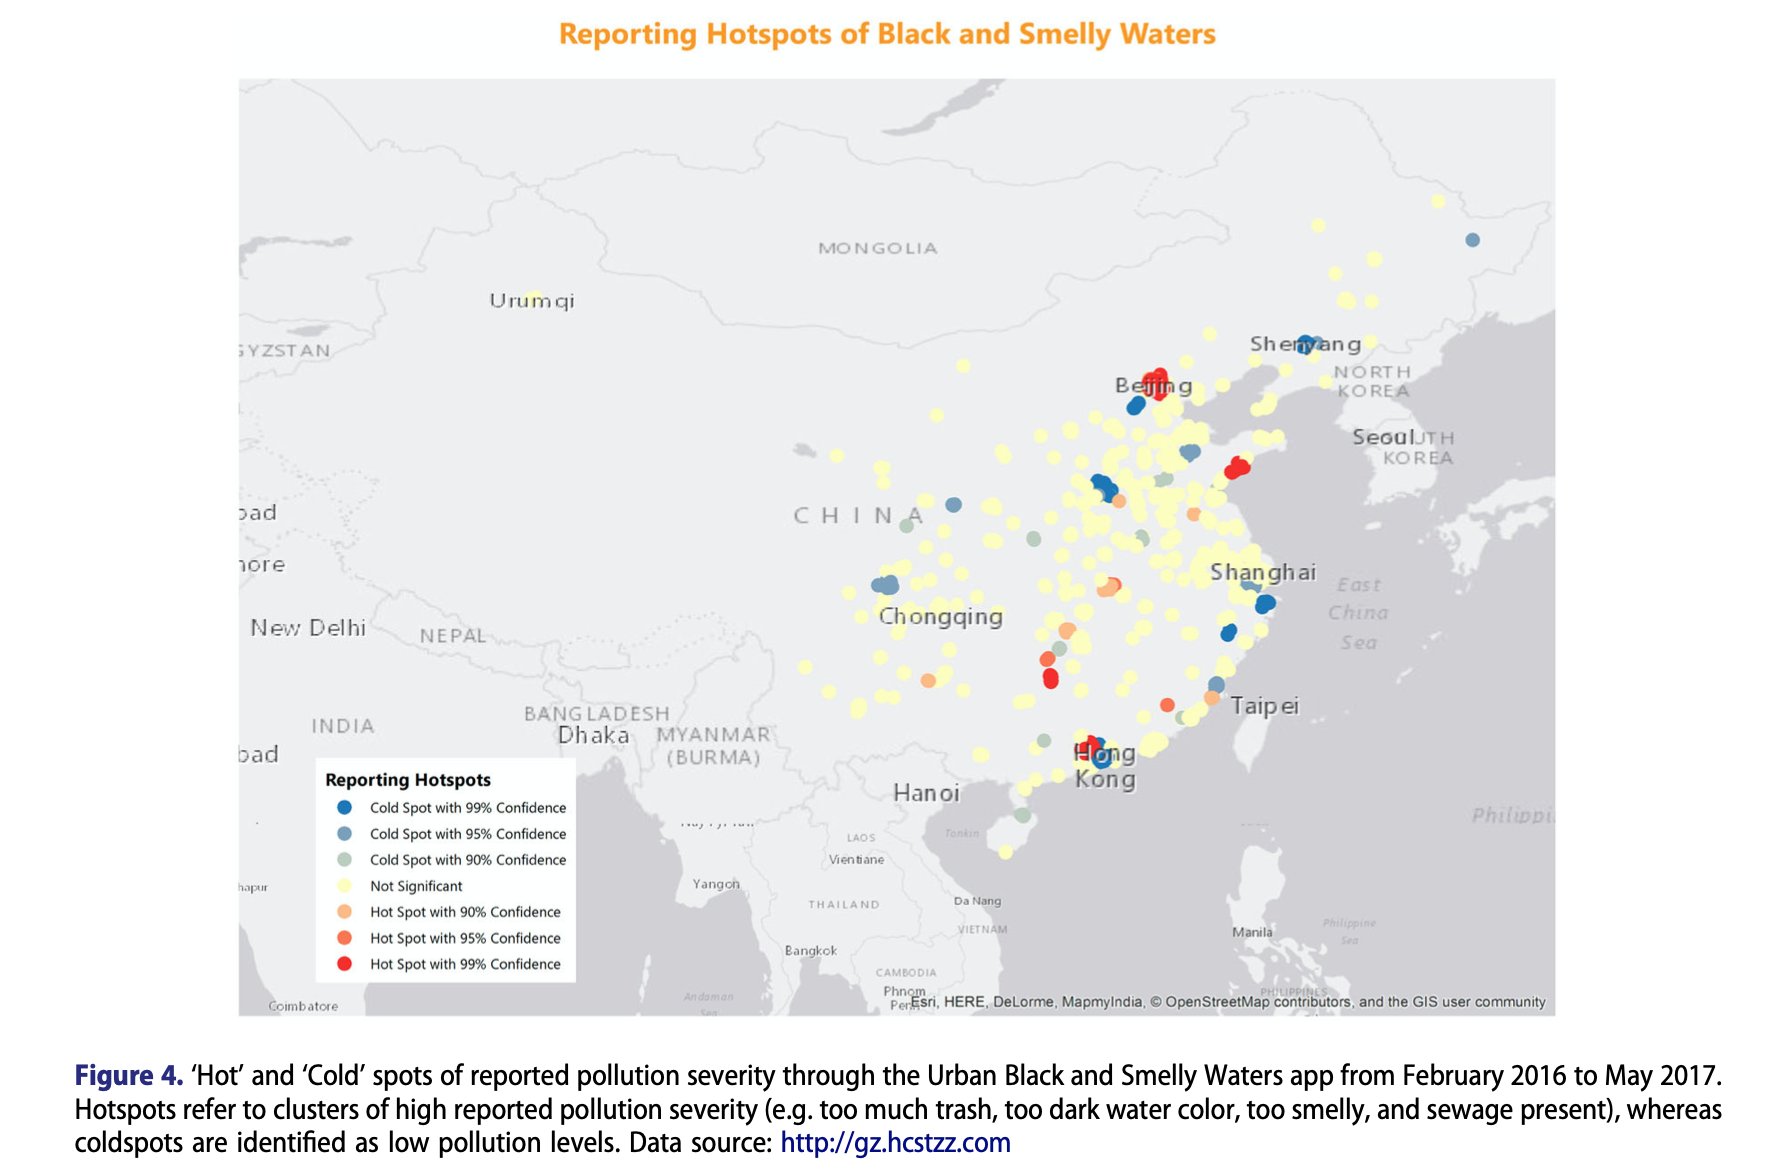 Reporting Hotspots of Black and Smelly Waters
MONGOLIA
Urumqi
GYZSTAN
Shenyang
NORTH
KOREA
Beijing
Seoul
SOUTH
KOREA
CHINA
bad
hore
Shanghai
East
China
Sea
Chongqing
New Delhi
NEPAL
Taipei
INDIA
BANGLADESH
Dhaka
MYANMAR
(BURMA)
bad
Hong
Kong
Hanoi
Philippi
Reporting Hotspots
Cold Spot with 99% Confidence
Cold Spot with 95% Confidence
Cold Spot with 90% Confidence
Not Significant
Hot Spot with 90% Confidence
Hot Spot with 95% Confidence
Hot Spot with 99% Confidence
Tonkin
LAOS
Vientiane
hapur
Yangon
THAILAND
Da Nang
VIETNAM
Manila
Philippine
Sea
Bangkok
CAMBODIA
Phnom
Penh
PHILIPPINES
Andaman
Sea
Coimbatore
Esri, HERE, DeLorme, MapmyIndia, © OpenStreetMap contributors, and the GIS user community
Figure 4. ‘Hot’ and ‘Cold’ spots of reported pollution severity through the Urban Black and Smelly Waters app from February 2016 to May 2017.
Hotspots refer to clusters of high reported pollution severity (e.g. too much trash, too dark water color, too smelly, and sewage present), whereas
coldspots are identified as low pollution levels. Data source: http://gz.hcstzz.com